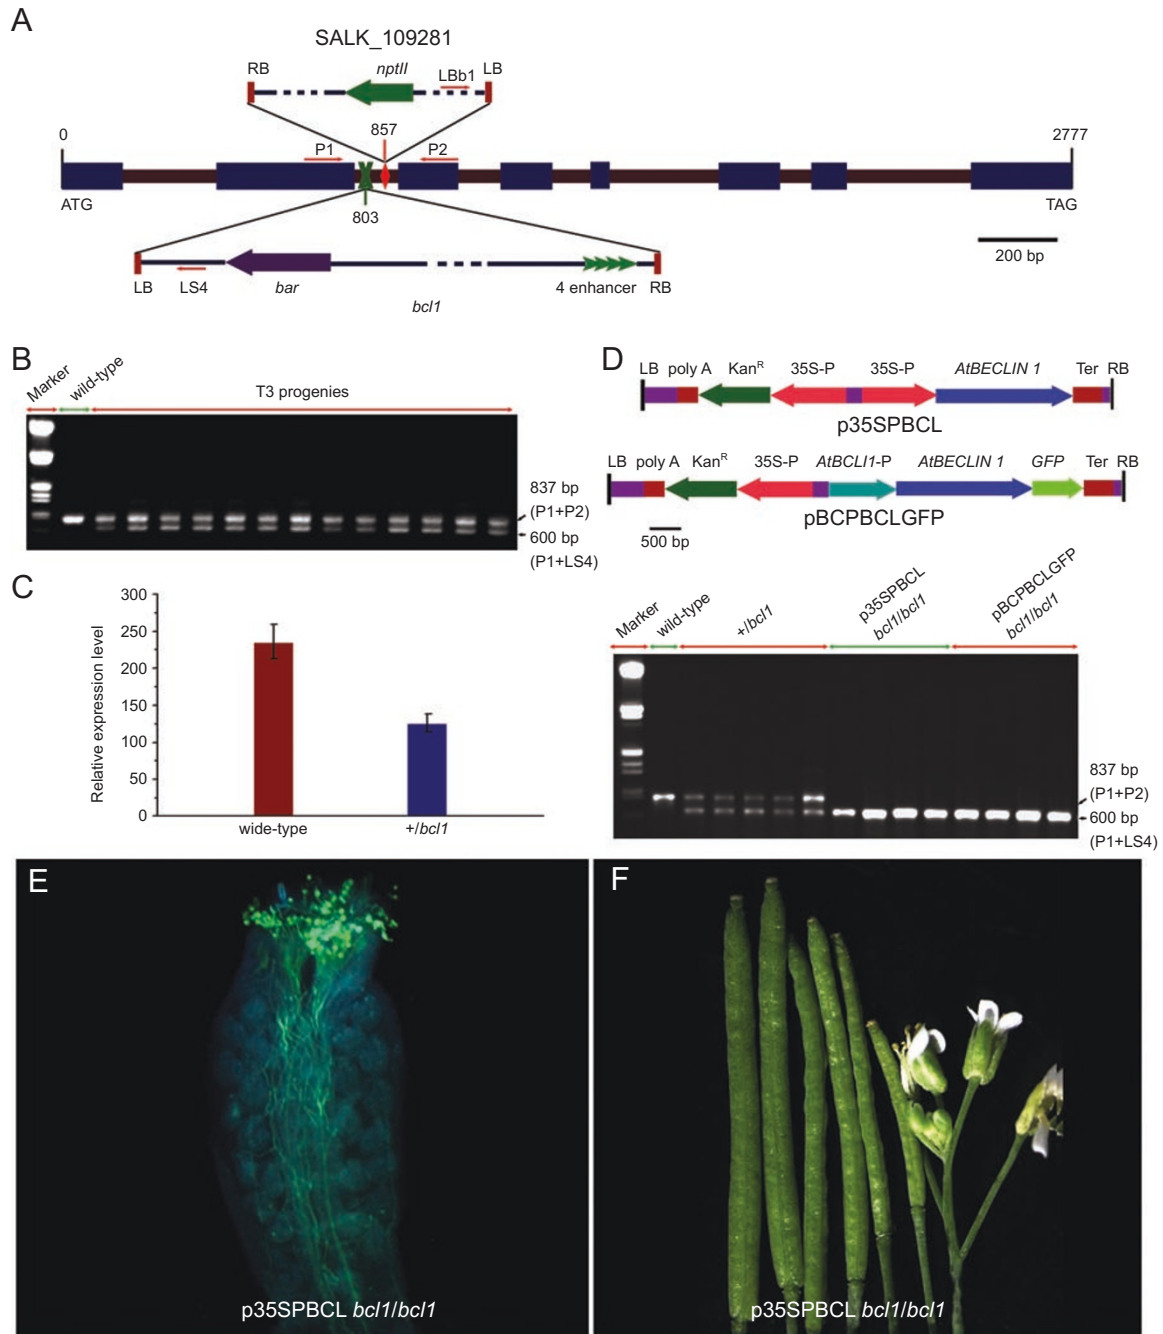 A
SALK_109281
RB
nptII
LBb1
LB
0
P1
857
P2
2777
ATG
803
TAG
200 bp
LB
LS4
bar
4 enhancer
RB
bcl1
B
Marker
wild-type
T3 progenies
837 bp
(P1+P2)
600 bp
(P1+LS4)
C
Relative expression level
300
250
200
150
100
50
0
wide-type
+/bcl1
D
LB poly A Kanᴿ 35S-P 35S-P AtBECLIN 1 Ter RB
p35SPBCL
LB poly A Kanᴿ 35S-P AtBCLI1-P AtBECLIN 1 GFP Ter RB
pBCPBCLGFP
500 bp
Marker
wild-type
+/bcl1
p35SPBCL
bcl1/bcl1
pBCPBCLGFP
bcl1/bcl1
837 bp
(P1+P2)
600 bp
(P1+LS4)
E
p35SPBCL bcl1/bcl1
F
p35SPBCL bcl1/bcl1